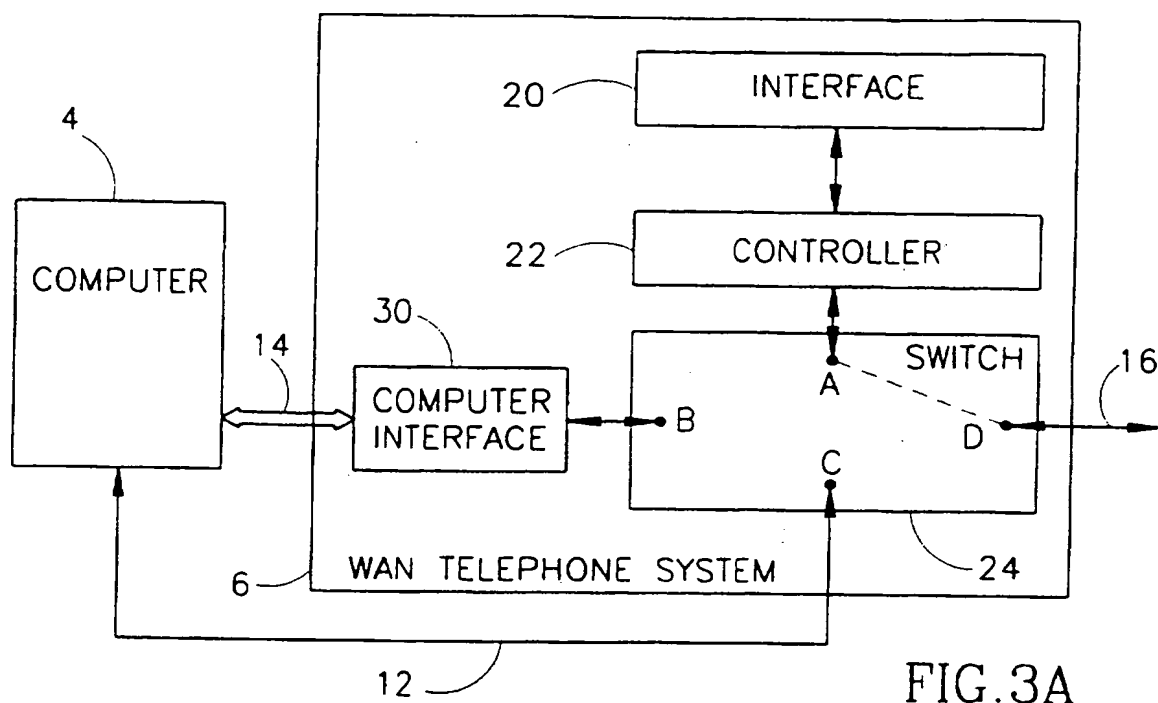 20
INTERFACE
4
22
CONTROLLER
COMPUTER
30
14
SWITCH
16
A
COMPUTER
INTERFACE
B
D
C
6
WAN TELEPHONE SYSTEM
24
12
FIG.3A